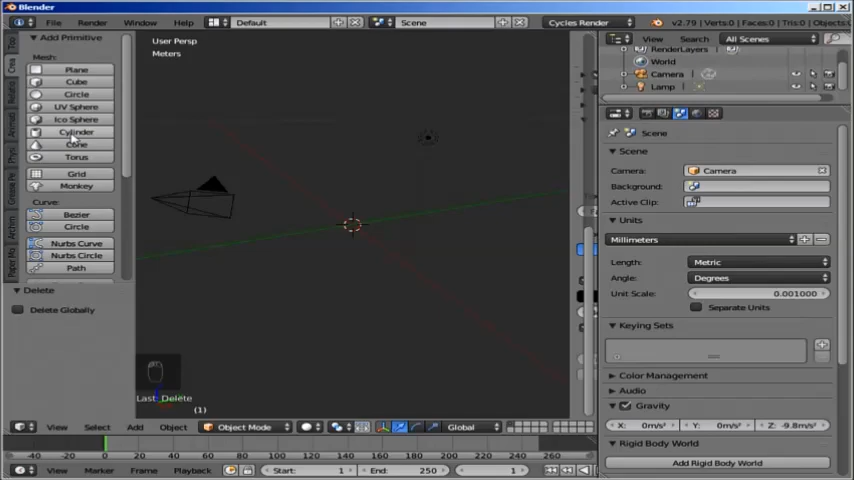 Blender
File Render Window Help Default Scene Cycles Render v2.79 | Verts:0 | Faces:0 | Tris:0 | Objects:
Add Primitive
Mesh:
Plane
Cube
Circle
UV Sphere
Ico Sphere
Cylinder
Cone
Torus
Grid
Monkey
Curve:
Bezier
Circle
Nurbs Curve
Nurbs Circle
Path
Delete
Delete Globally
User Persp
Meters
Last: Delete
(1)
View Select Add Object Object Mode Global
-40 -20 0 20 40 60 80 100 120 140 160 180 200 220 240 260
View Marker Frame Playback Start: 1 End: 250 1
View Search All Scenes
RenderLayers
World
Camera
Lamp
Scene
Scene
Camera: Camera
Background:
Active Clip:
Units
Millimeters
Length: Metric
Angle: Degrees
Unit Scale: 0.001000
Separate Units
Keying Sets
Color Management
Audio
Gravity
X: 0m/s² Y: 0m/s² Z: -9.8m/s²
Rigid Body World
Add Rigid Body World